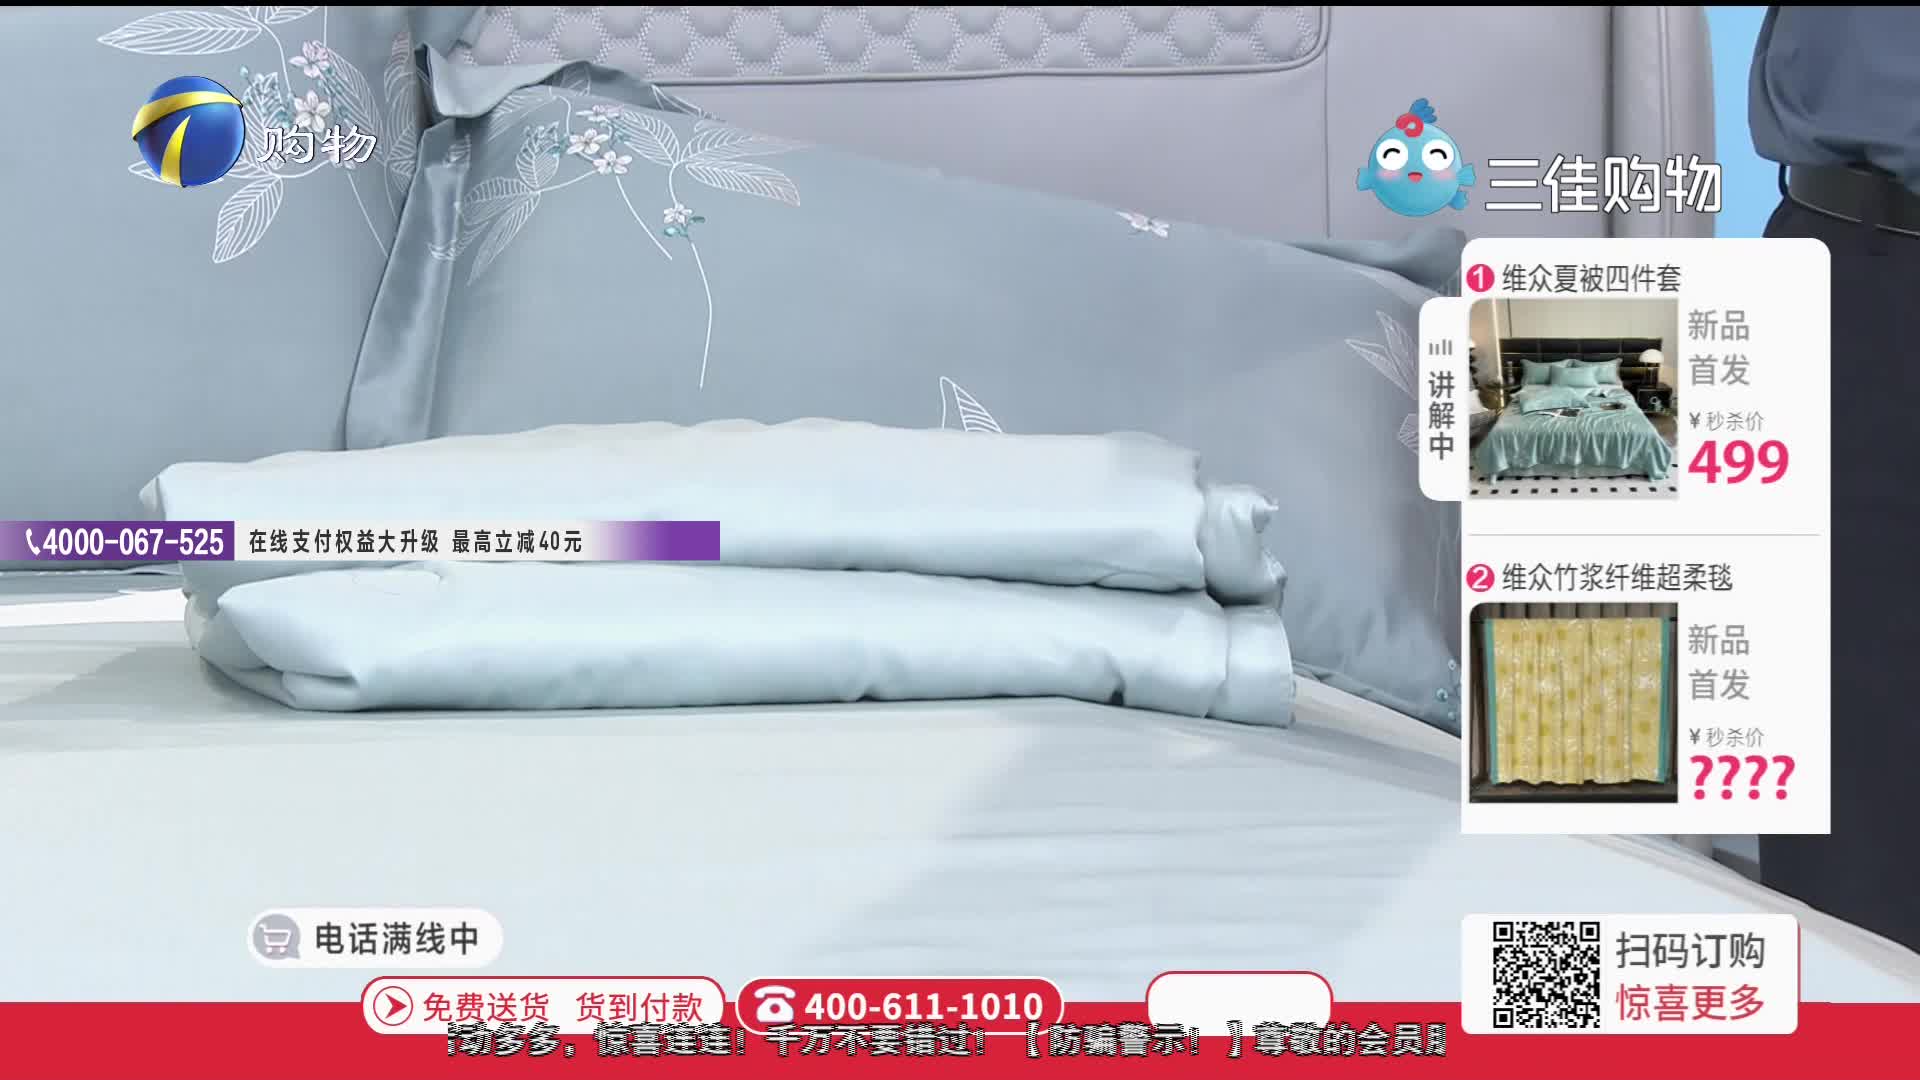 购物
三佳购物
1 维众夏被四件套
新品
首发
¥秒杀价
499
讲解中
2 维众竹浆纤维超柔毯
新品
首发
¥秒杀价
????
4000-067-525 在线支付权益大升级 最高立减40元
电话满线中
免费送货 货到付款
400-611-1010
扫码订购
惊喜更多
动多多，惊喜连连！千万不要错过！【防骗警示！】尊敬的会员朋